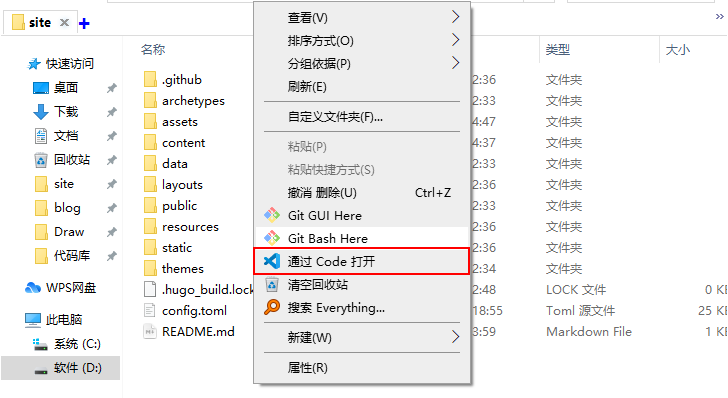 site
名称
类型
大小
快速访问
桌面
下载
文档
回收站
site
blog
Draw
代码库
WPS网盘
此电脑
系统 (C:)
软件 (D:)
.github
archetypes
assets
content
data
layouts
public
resources
static
themes
.hugo_build.lock
config.toml
README.md
查看(V)
排序方式(O)
分组依据(P)
刷新(E)
自定义文件夹(F)...
粘贴(P)
粘贴快捷方式(S)
撤消 删除(U) Ctrl+Z
Git GUI Here
Git Bash Here
通过 Code 打开
清空回收站
搜索 Everything...
新建(W)
属性(R)
2:36 文件夹
2:33 文件夹
4:47 文件夹
4:37 文件夹
2:33 文件夹
2:36 文件夹
2:33 文件夹
2:36 文件夹
2:36 文件夹
2:34 文件夹
2:48 LOCK 文件 0 KE
18:55 Toml 源文件 25 KE
8:59 Markdown File 1 KE